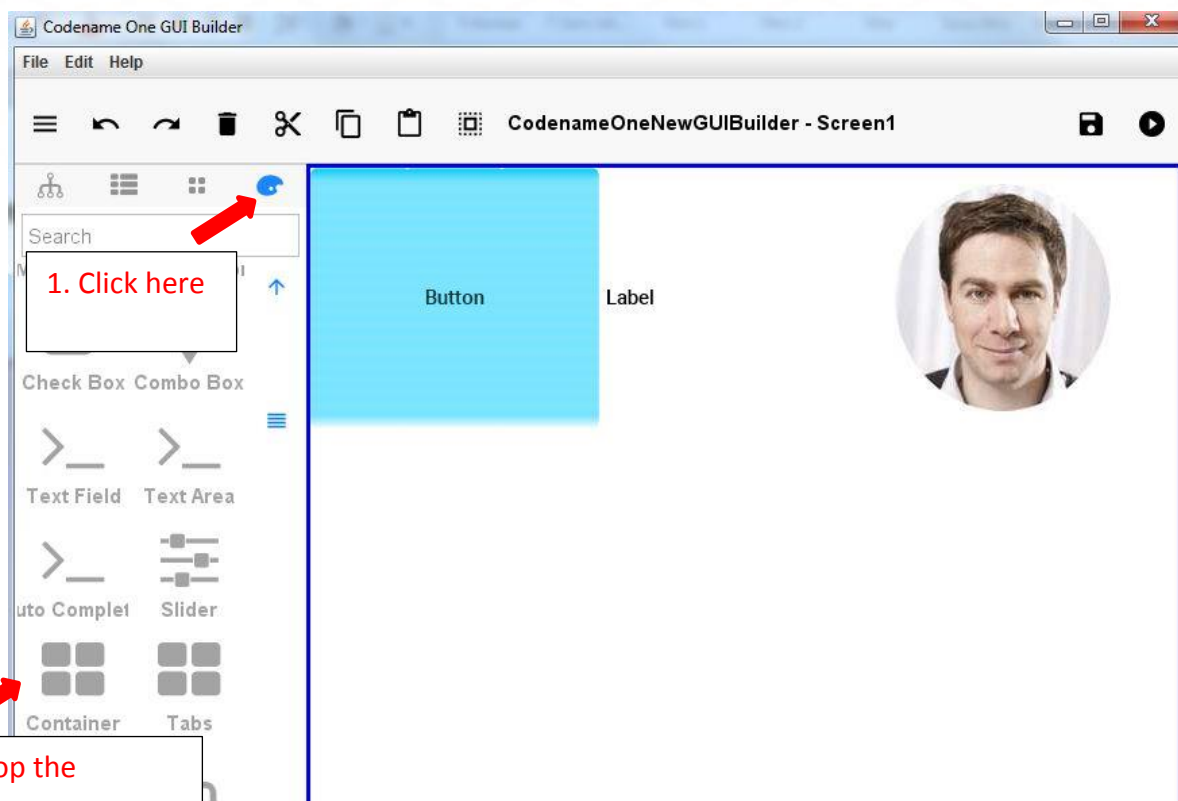 Codename One GUI Builder
File Edit Help
CodenameOneNewGUIBuilder - Screen1
Search
1. Click here
Button Label
Check Box Combo Box
Text Field Text Area
uto Complet Slider
Container Tabs
op the